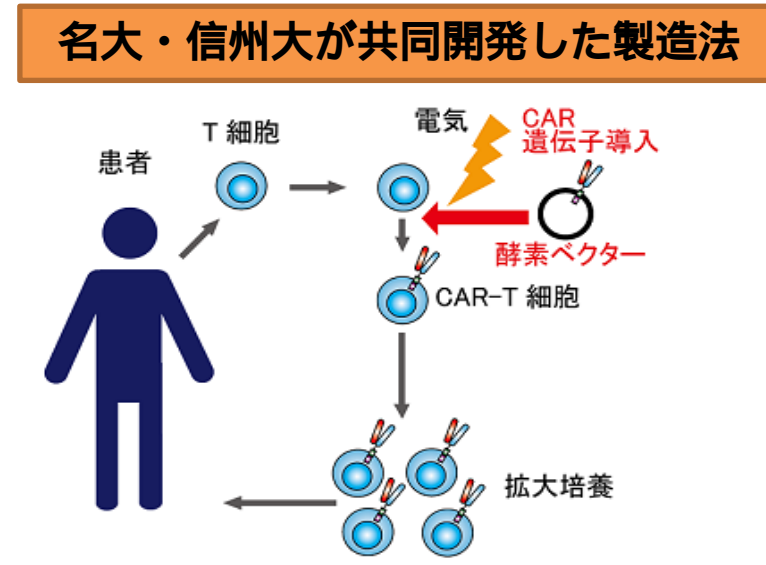 名大・信州大が共同開発した製造法
電気
CAR
遺伝子導入
T 細胞
患者
酵素ベクター
CAR-T 細胞
拡大培養